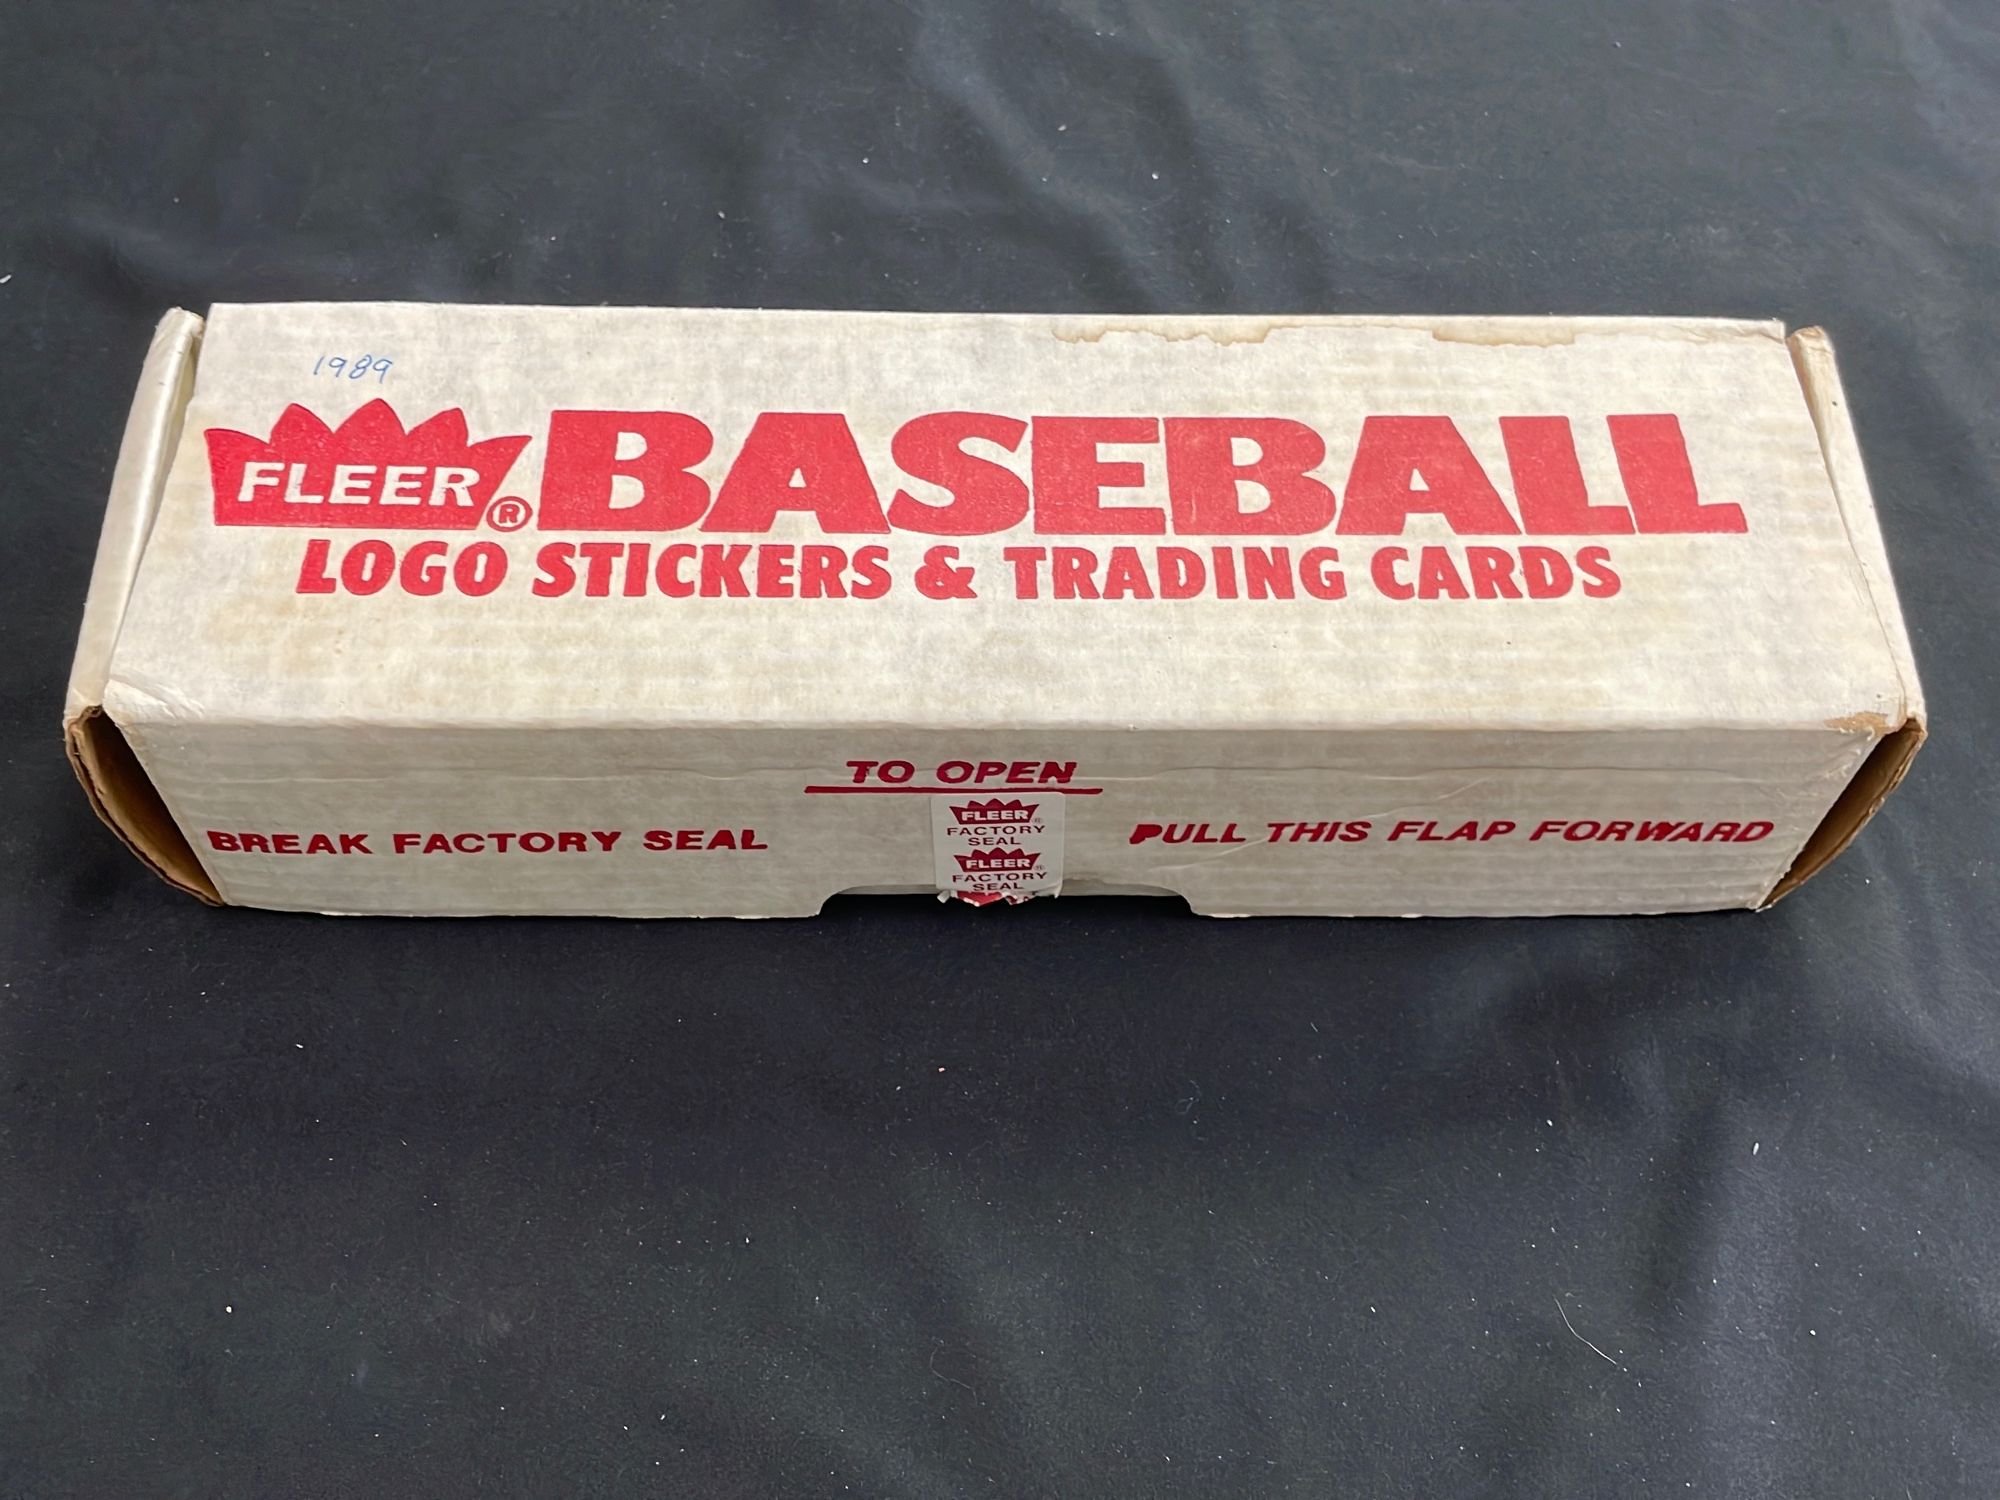 1989
FLEER ® BASEBALL
LOGO STICKERS & TRADING CARDS
TO OPEN
BREAK FACTORY SEAL
PULL THIS FLAP FORWARD
FLEER®
FACTORY
SEAL
FLEER®
FACTORY
SEAL